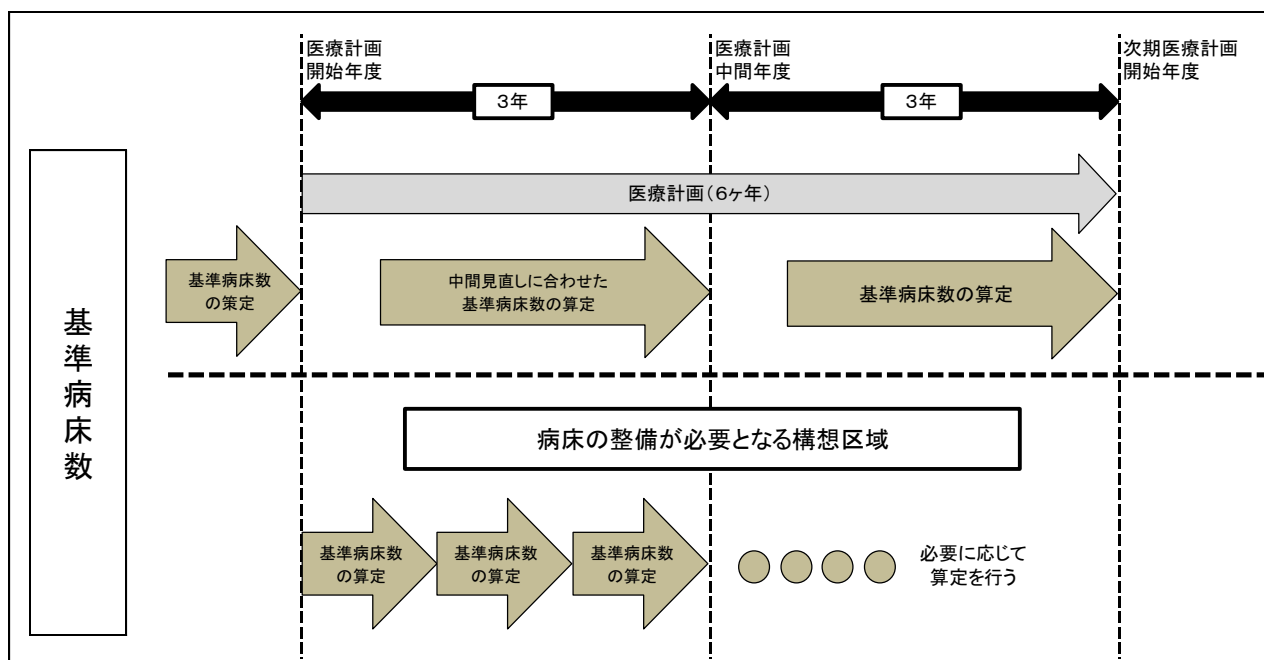 医療計画
開始年度
医療計画
中間年度
次期医療計画
開始年度
3年
3年
医療計画(6ヶ年)
基準病床数
の策定
中間見直しに合わせた
基準病床数の算定
基準病床数の算定
基準病床数
病床の整備が必要となる構想区域
基準病床数
の算定
基準病床数
の算定
基準病床数
の算定
必要に応じて
算定を行う